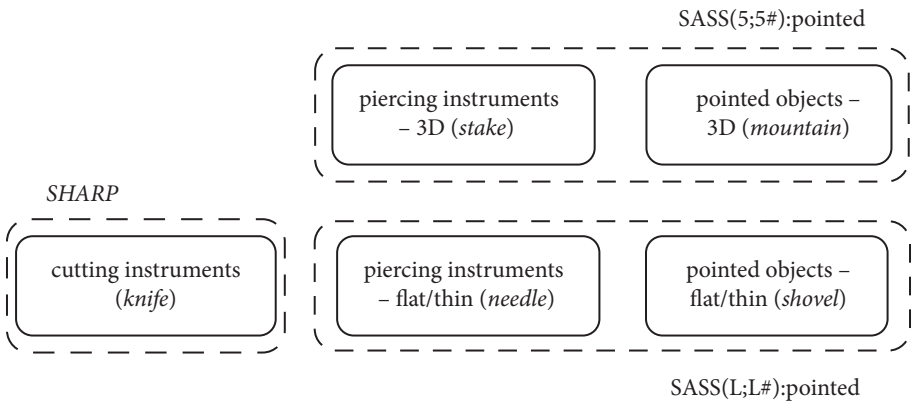 SASS(5;5#):pointed
piercing instruments
– 3D (stake)
pointed objects –
3D (mountain)
SHARP
cutting instruments
(knife)
piercing instruments
– flat/thin (needle)
pointed objects –
flat/thin (shovel)
SASS(L;L#):pointed